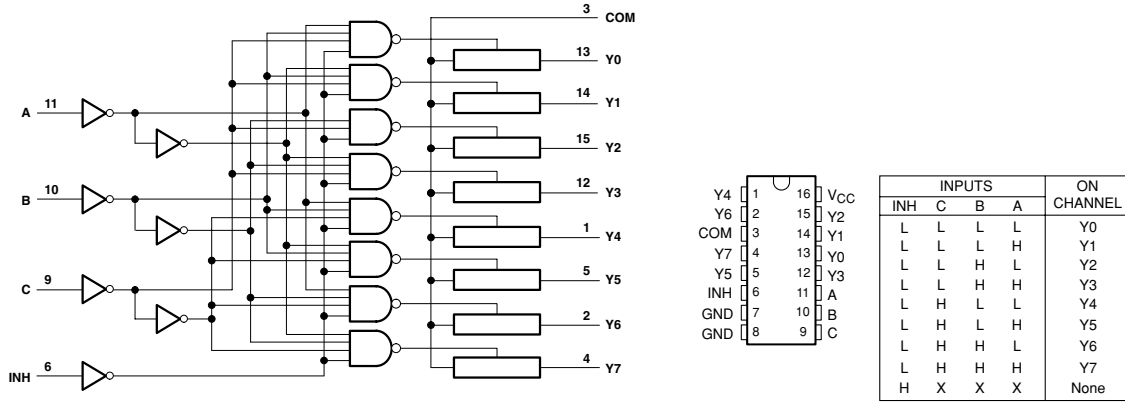 3 COM
13 Y0
14 Y1
15 Y2
12 Y3
1 Y4
5 Y5
2 Y6
4 Y7
A 11
B 10
C 9
INH 6
Y4 1 16 VCC
Y6 2 15 Y2
COM 3 14 Y1
Y7 4 13 Y0
Y5 5 12 Y3
INH 6 11 A
GND 7 10 B
GND 8 9 C
INPUTS ON
INH C B A CHANNEL
L L L L Y0
L L L H Y1
L L H L Y2
L L H H Y3
L H L L Y4
L H L H Y5
L H H L Y6
L H H H Y7
H X X X None